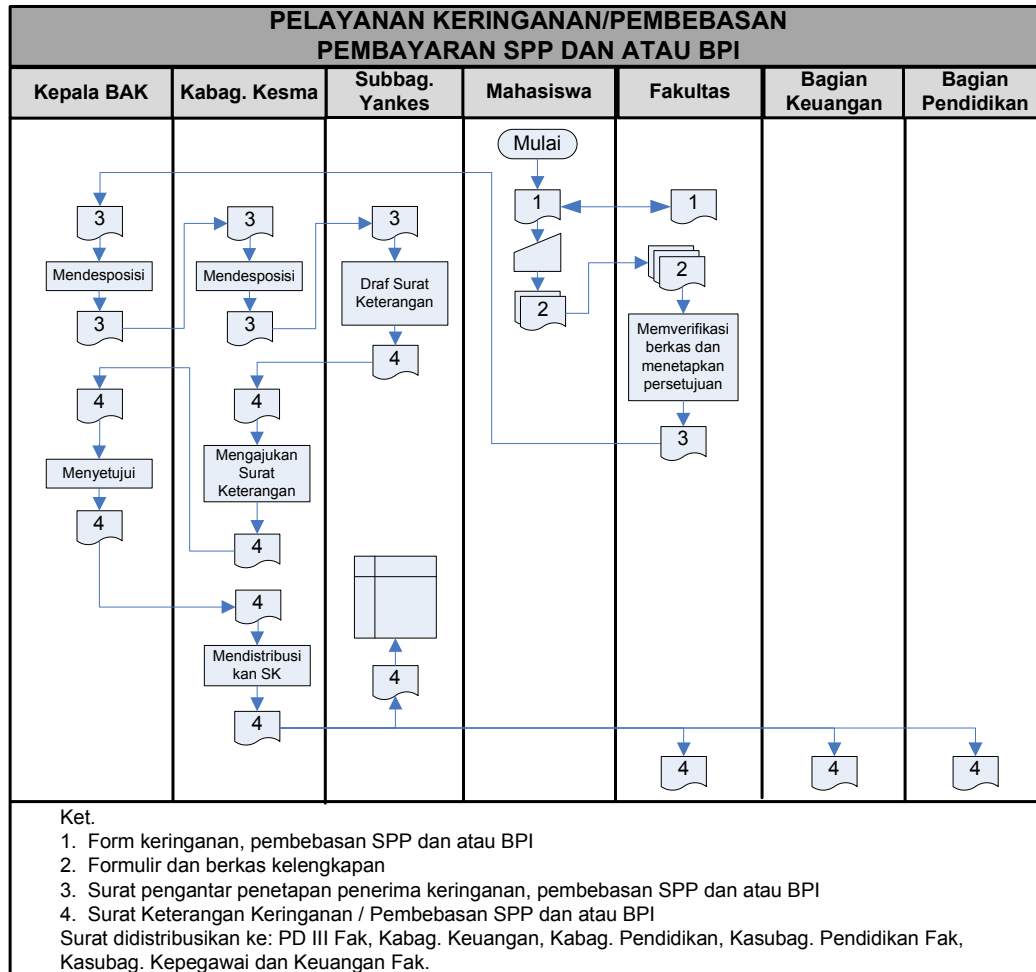 PELAYANAN KERINGANAN/PEMBEBASAN
PEMBAYARAN SPP DAN ATAU BPI
Kepala BAK
Kabag. Kesma
Subbag.
Yankes
Mahasiswa
Fakultas
Bagian
Keuangan
Bagian
Pendidikan
Mulai
1
1
3
3
3
2
2
Mendesposisi
Mendesposisi
Draf Surat
Keterangan
3
3
Memverifikasi
berkas dan
menetapkan
persetujuan
4
4
4
3
Menyetujui
Mengajukan
Surat
Keterangan
4
4
4
Mendistribusi
kan SK
4
4
4
4
4
Ket.
1. Form keringanan, pembebasan SPP dan atau BPI
2. Formulir dan berkas kelengkapan
3. Surat pengantar penetapan penerima keringanan, pembebasan SPP dan atau BPI
4. Surat Keterangan Keringanan / Pembebasan SPP dan atau BPI
Surat didistribusikan ke: PD III Fak, Kabag. Keuangan, Kabag. Pendidikan, Kasubag. Pendidikan Fak,
Kasubag. Kepegawai dan Keuangan Fak.